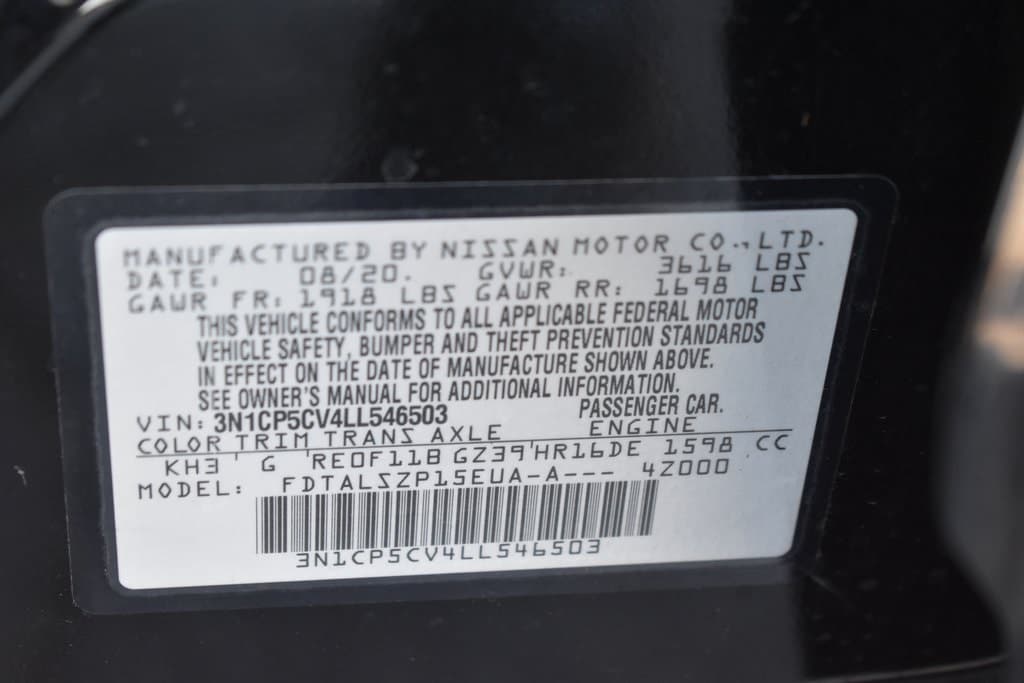 MANUFACTURED BY NISSAN MOTOR CO., LTD.
DATE: 08/20. GVWR: 3616 LBS
GAWR FR: 1918 LBS GAWR RR: 1698 LBS
THIS VEHICLE CONFORMS TO ALL APPLICABLE FEDERAL MOTOR
VEHICLE SAFETY, BUMPER AND THEFT PREVENTION STANDARDS
IN EFFECT ON THE DATE OF MANUFACTURE SHOWN ABOVE.
SEE OWNER'S MANUAL FOR ADDITIONAL INFORMATION.
VIN: 3N1CP5CV4LL546503 PASSENGER CAR.
COLOR TRIM TRANS AXLE ENGINE
KH3 ' G 'RE0F11B GZ39'HR16DE 1598 CC
MODEL: FDTALSZP15EUA-A--- 4Z000
3N1CP5CV4LL546503